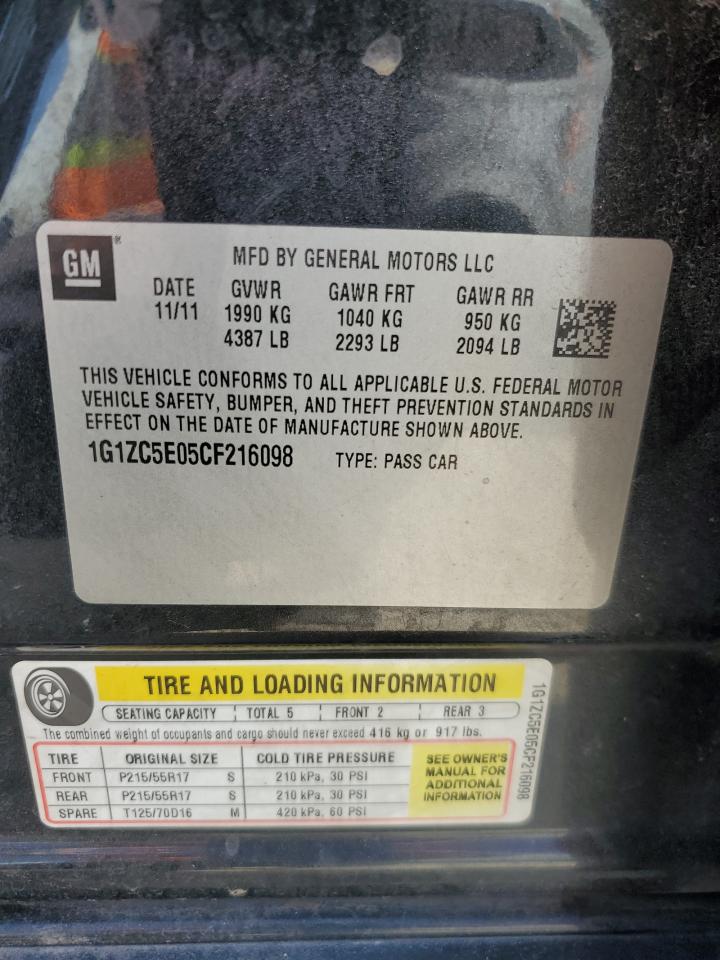 GM®
MFD BY GENERAL MOTORS LLC
DATE GVWR GAWR FRT GAWR RR
11/11 1990 KG 1040 KG 950 KG
4387 LB 2293 LB 2094 LB
THIS VEHICLE CONFORMS TO ALL APPLICABLE U.S. FEDERAL MOTOR
VEHICLE SAFETY, BUMPER, AND THEFT PREVENTION STANDARDS IN
EFFECT ON THE DATE OF MANUFACTURE SHOWN ABOVE.
1G1ZC5E05CF216098 TYPE: PASS CAR
TIRE AND LOADING INFORMATION
SEATING CAPACITY TOTAL 5 FRONT 2 REAR 3
The combined weight of occupants and cargo should never exceed 416 kg or 917 lbs.
TIRE ORIGINAL SIZE COLD TIRE PRESSURE
FRONT P215/55R17 S 210 kPa, 30 PSI
REAR P215/55R17 S 210 kPa, 30 PSI
SPARE T125/70D16 M 420 kPa, 60 PSI
SEE OWNER'S
MANUAL FOR
ADDITIONAL
INFORMATION
1G1ZC5E05CF216098